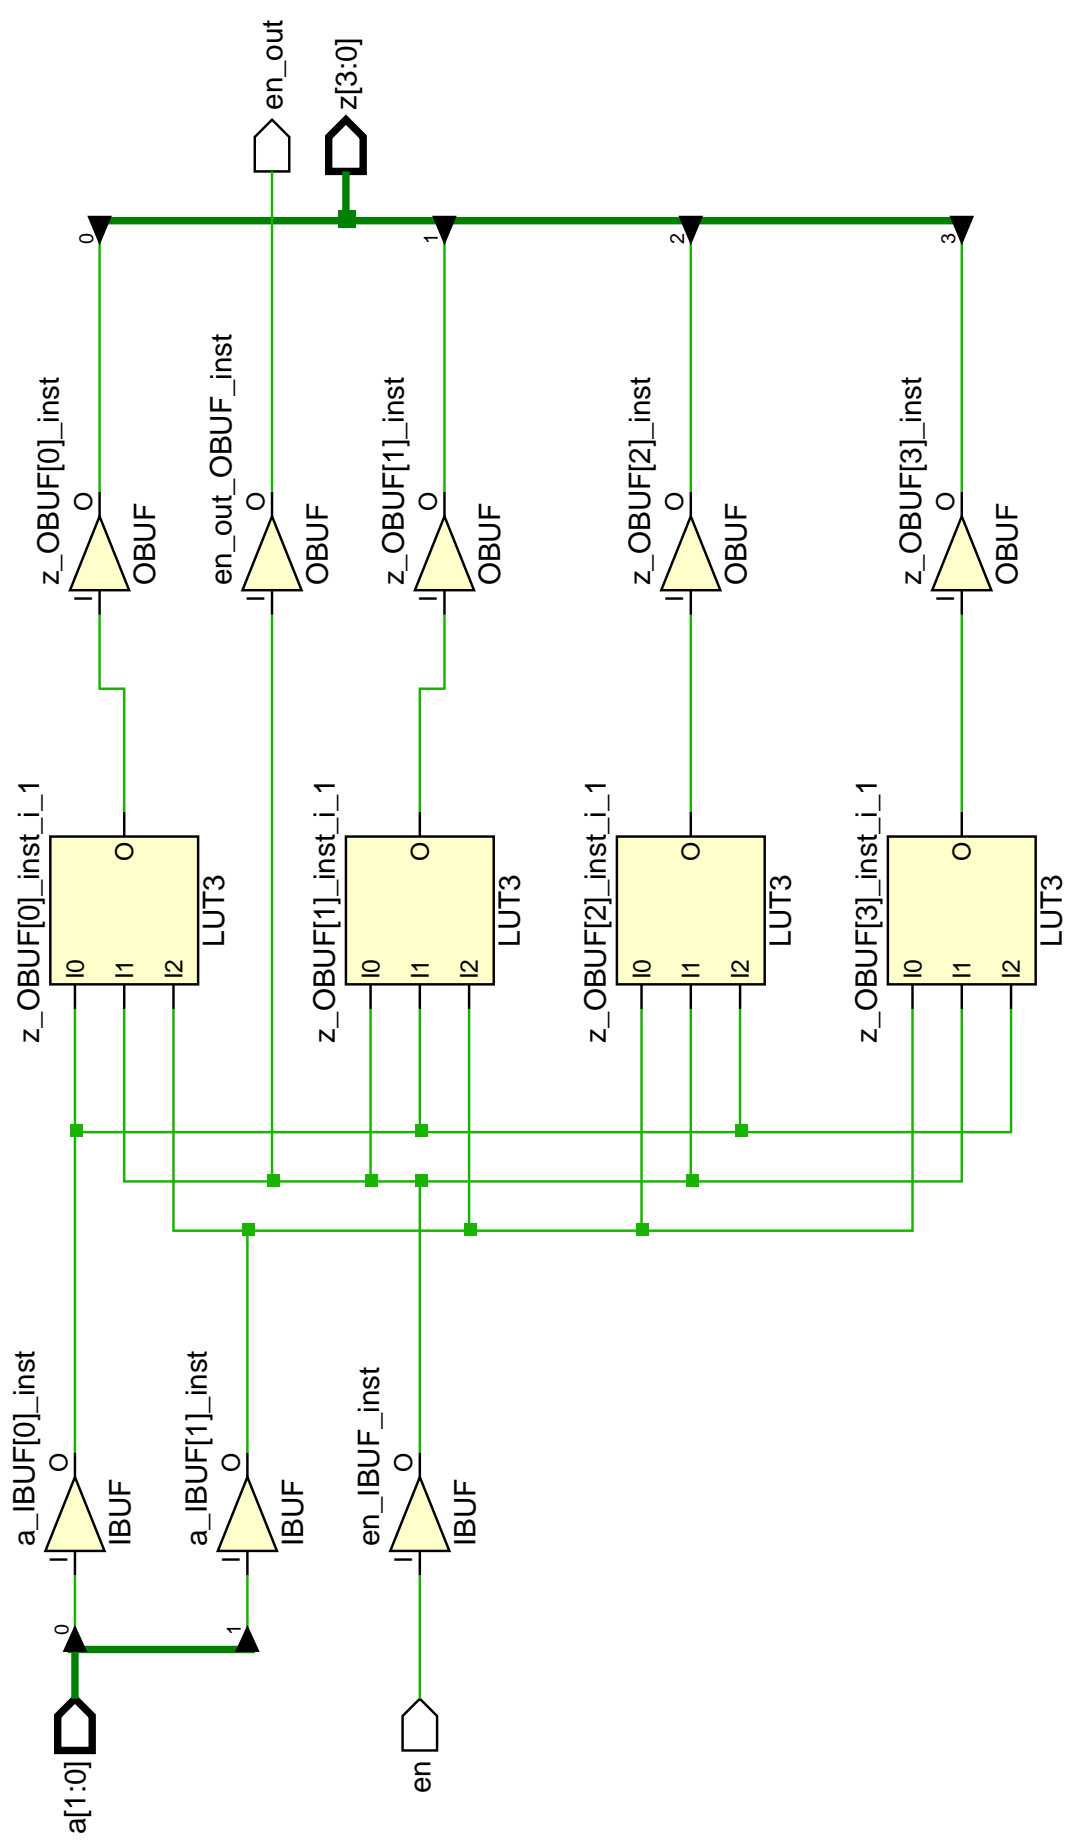 en_out
z[3:0]
0
1
2
3
z_OBUF[0]_inst
I
O
OBUF
en_out_OBUF_inst
I
O
OBUF
z_OBUF[1]_inst
I
O
OBUF
z_OBUF[2]_inst
I
O
OBUF
z_OBUF[3]_inst
I
O
OBUF
z_OBUF[0]_inst_i_1
I0
I1
I2
O
LUT3
z_OBUF[1]_inst_i_1
I0
I1
I2
O
LUT3
z_OBUF[2]_inst_i_1
I0
I1
I2
O
LUT3
z_OBUF[3]_inst_i_1
I0
I1
I2
O
LUT3
a_IBUF[0]_inst
I
O
IBUF
a_IBUF[1]_inst
I
O
IBUF
en_IBUF_inst
I
O
IBUF
0
1
a[1:0]
en